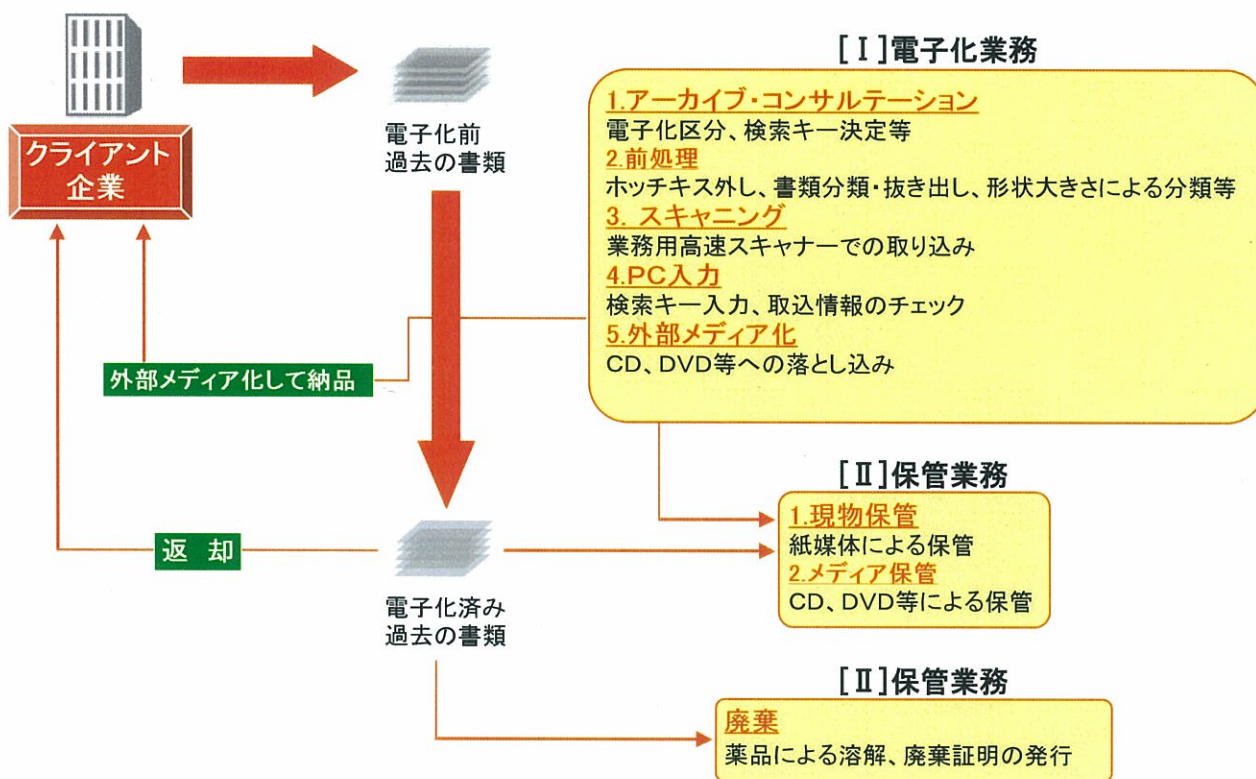 クライアント
企業
電子化前
過去の書類
[Ⅰ]電子化業務
1.アーカイブ・コンサルテーション
電子化区分、検索キー決定等
2.前処理
ホッチキス外し、書類分類・抜き出し、形状大きさによる分類等
3. スキャニング
業務用高速スキャナーでの取り込み
4.PC入力
検索キー入力、取込情報のチェック
5.外部メディア化
CD、DVD等への落とし込み
外部メディア化して納品
返 却
電子化済み
過去の書類
[Ⅱ]保管業務
1.現物保管
紙媒体による保管
2.メディア保管
CD、DVD等による保管
[Ⅱ]保管業務
廃棄
薬品による溶解、廃棄証明の発行